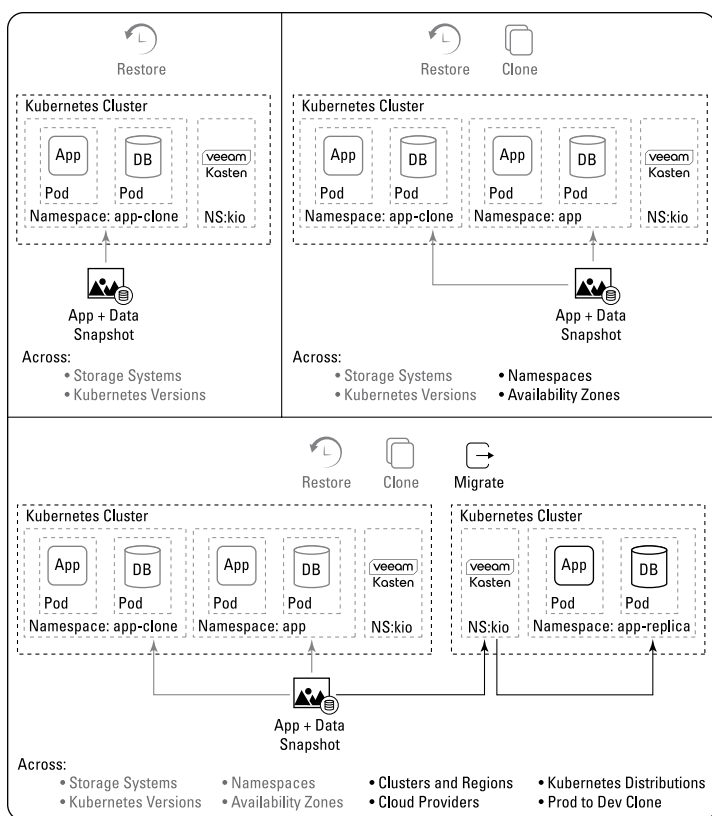 Restore
Kubernetes Cluster
App
DB
Pod
Pod
Namespace: app-clone
veeam
Kasten
NS:kio
App + Data
Snapshot
Across:
• Storage Systems
• Kubernetes Versions
Restore
Clone
Kubernetes Cluster
App
DB
Pod
Pod
Namespace: app-clone
App
DB
Pod
Pod
Namespace: app
veeam
Kasten
NS:kio
App + Data
Snapshot
Across:
• Storage Systems
• Kubernetes Versions
• Namespaces
• Availability Zones
Restore
Clone
Migrate
Kubernetes Cluster
App
DB
Pod
Pod
Namespace: app-clone
App
DB
Pod
Pod
Namespace: app
veeam
Kasten
NS:kio
Kubernetes Cluster
veeam
Kasten
NS:kio
App
DB
Pod
Pod
Namespace: app-replica
App + Data
Snapshot
Across:
• Storage Systems
• Kubernetes Versions
• Namespaces
• Availability Zones
• Clusters and Regions
• Cloud Providers
• Kubernetes Distributions
• Prod to Dev Clone